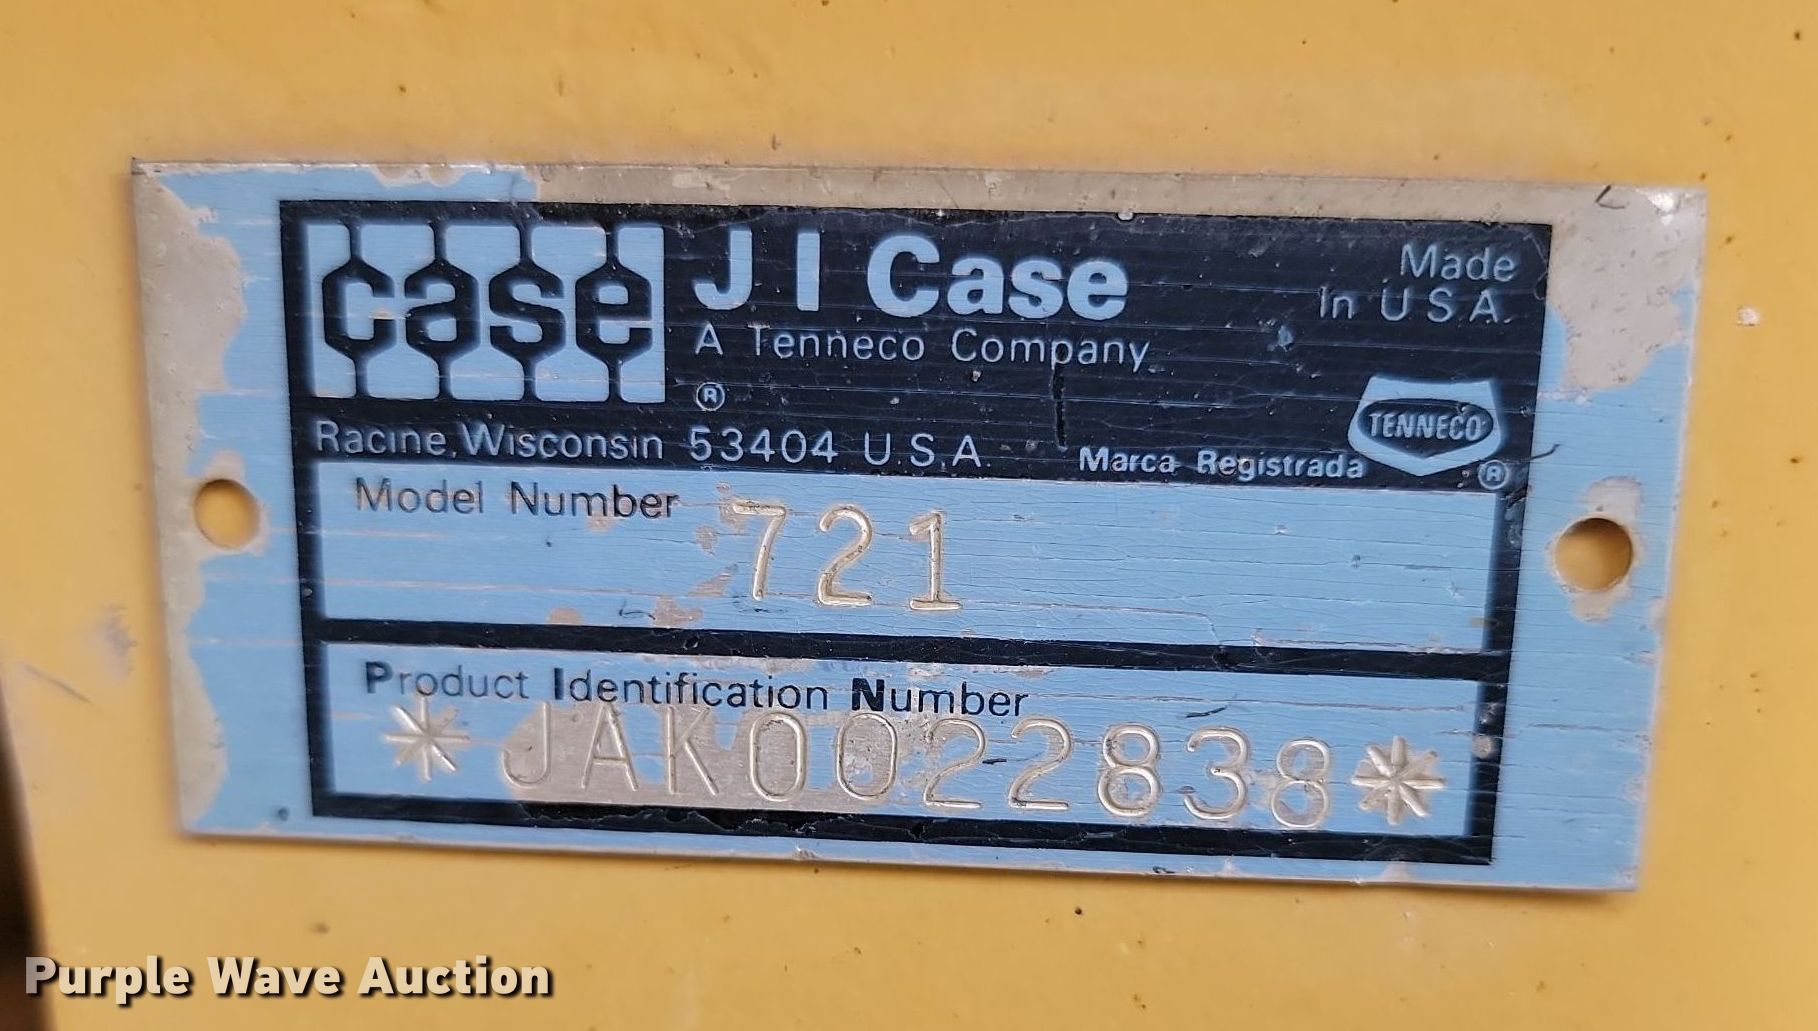 case
J I Case
A Tenneco Company
®
Racine, Wisconsin 53404 U.S.A.
Made
In U S A.
TENNECO
®
Marca Registrada
Model Number 721
Product Identification Number
*JAK0022838*
Purple Wave Auction